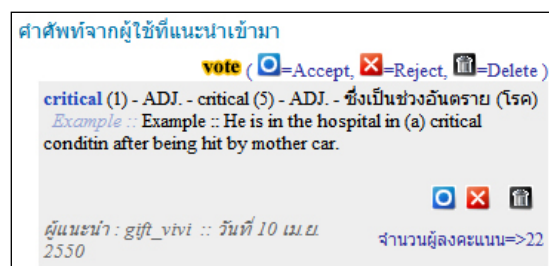 คำศัพท์จากผู้ใช้ที่แนะนำเข้ามา
vote ( =Accept, =Reject, =Delete )
critical (1) - ADJ. - critical (5) - ADJ. - ซึ่งเป็นช่วงอันตราย (โรค)
Example :: Example :: He is in the hospital in (a) critical
conditin after being hit by mother car.
ผู้แนะนำ : gift_vivi :: วันที่ 10 เม.ย.
2550
จำนวนผู้ลงคะแนน=>22